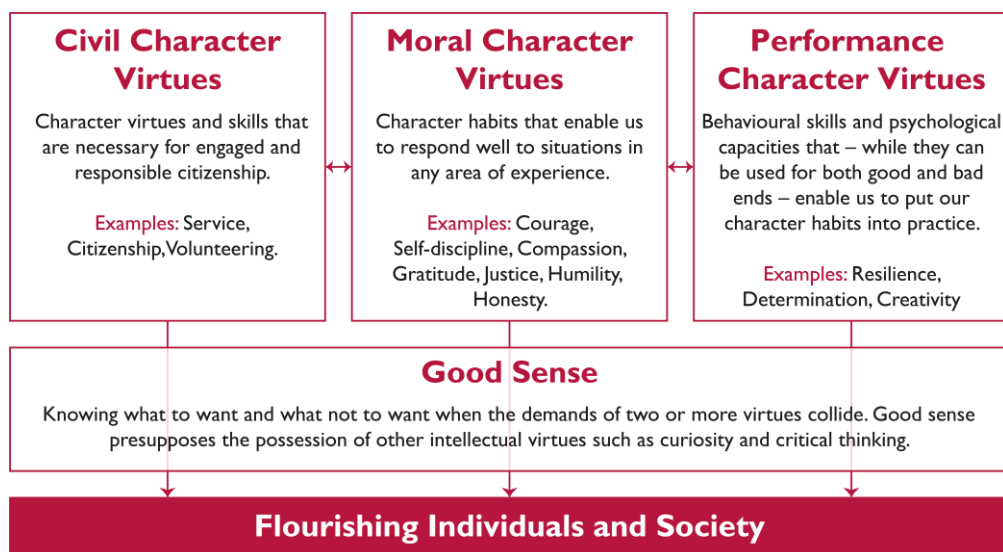 Civil Character
Virtues
Character virtues and skills that
are necessary for engaged and
responsible citizenship.
Examples: Service,
Citizenship,Volunteering.
Moral Character
Virtues
Character habits that enable us
to respond well to situations in
any area of experience.
Examples: Courage,
Self-discipline, Compassion,
Gratitude, Justice, Humility,
Honesty.
Performance
Character Virtues
Behavioural skills and psychological
capacities that – while they can
be used for both good and bad
ends – enable us to put our
character habits into practice.
Examples: Resilience,
Determination, Creativity
Good Sense
Knowing what to want and what not to want when the demands of two or more virtues collide. Good sense
presupposes the possession of other intellectual virtues such as curiosity and critical thinking.
Flourishing Individuals and Society